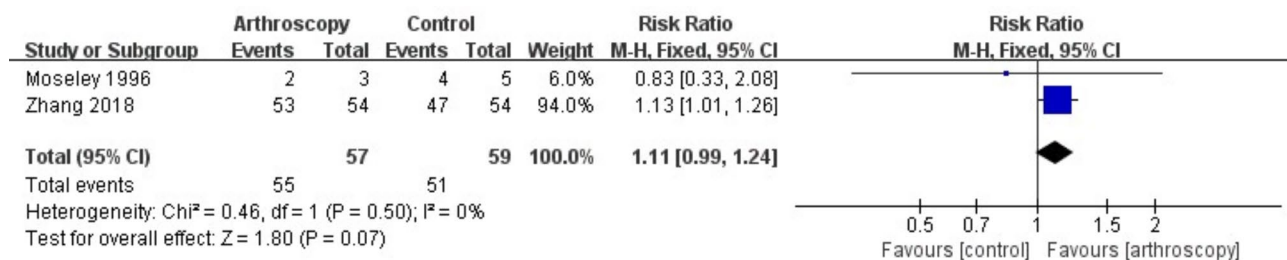 Arthroscopy Control Risk Ratio Risk Ratio
Study or Subgroup Events Total Events Total Weight M-H, Fixed, 95% CI M-H, Fixed, 95% CI
Moseley 1996 2 3 4 5 6.0% 0.83 [0.33, 2.08]
Zhang 2018 53 54 47 54 94.0% 1.13 [1.01, 1.26]
Total (95% CI) 57 59 100.0% 1.11 [0.99, 1.24]
Total events 55 51
Heterogeneity: Chi² = 0.46, df = 1 (P = 0.50); I² = 0%
Test for overall effect: Z = 1.80 (P = 0.07)
0.5 0.7 1 1.5 2
Favours [control] Favours [arthroscopy]